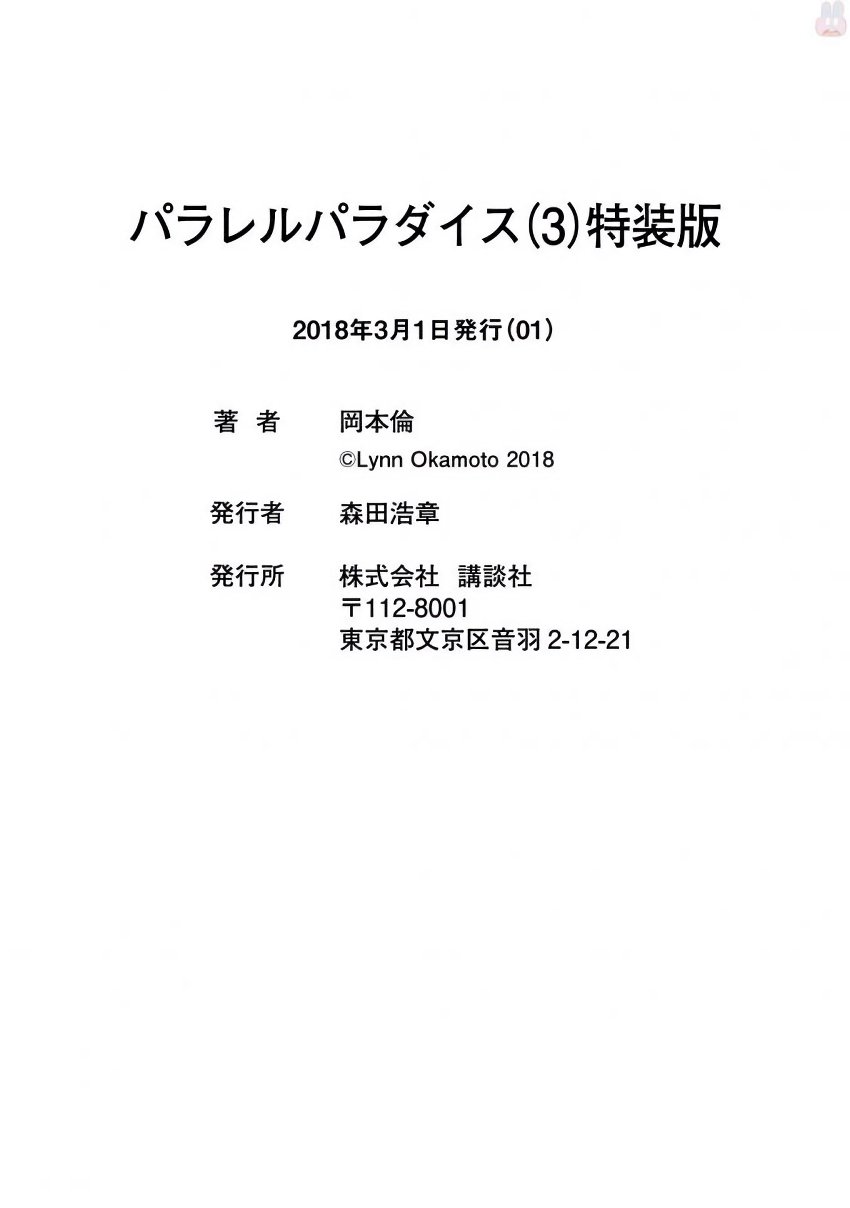 パラレルパラダイス(3)特装版
2018年3月1日発行(01)
著 者 岡本倫
©Lynn Okamoto 2018
発行者 森田浩章
発行所 株式会社 講談社
〒112-8001
東京都文京区音羽 2-12-21